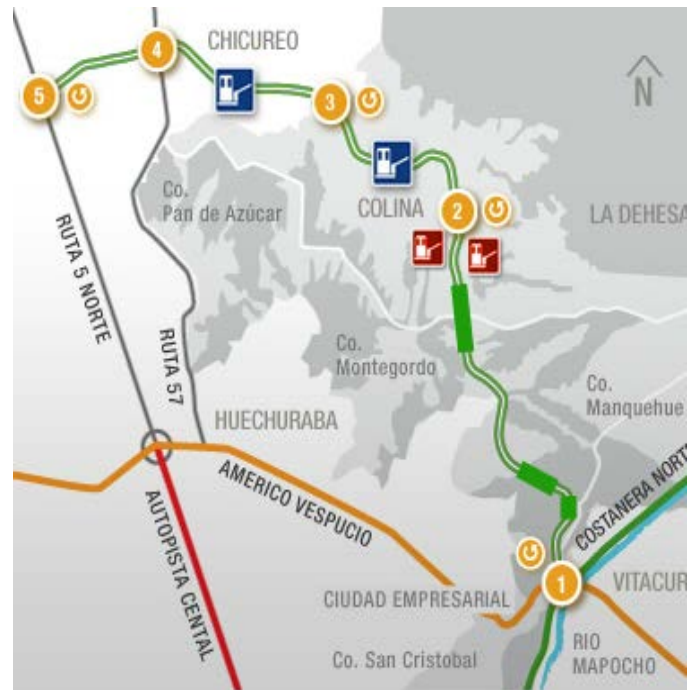 CHICUREO
4
5
3
N
Co.
Pan de Azúcar
COLINA
2
LA DEHESA
RUTA 5 NORTE
RUTA 57
Co.
Montegordo
Co.
Manquehue
HUECHURABA
AMERICO VESPUCIO
COSTANERA NORTE
AUTOPISTA CENTAL
1
CIUDAD EMPRESARIAL
VITACUR
RIO
MAPOCHO
Co. San Cristobal